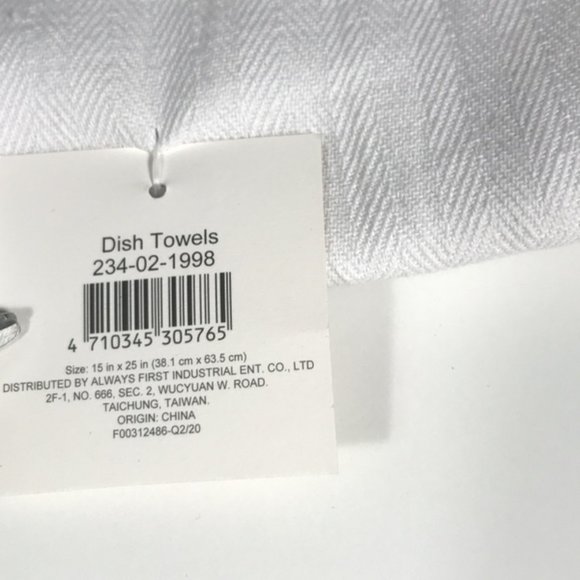 Dish Towels
234-02-1998
4 710345 305765
Size: 15 in x 25 in (38.1 cm x 63.5 cm)
DISTRIBUTED BY ALWAYS FIRST INDUSTRIAL ENT. CO., LTD
2F-1, NO. 666, SEC. 2, WUCYUAN W. ROAD.
TAICHUNG, TAIWAN.
ORIGIN: CHINA
F00312486-Q2/20